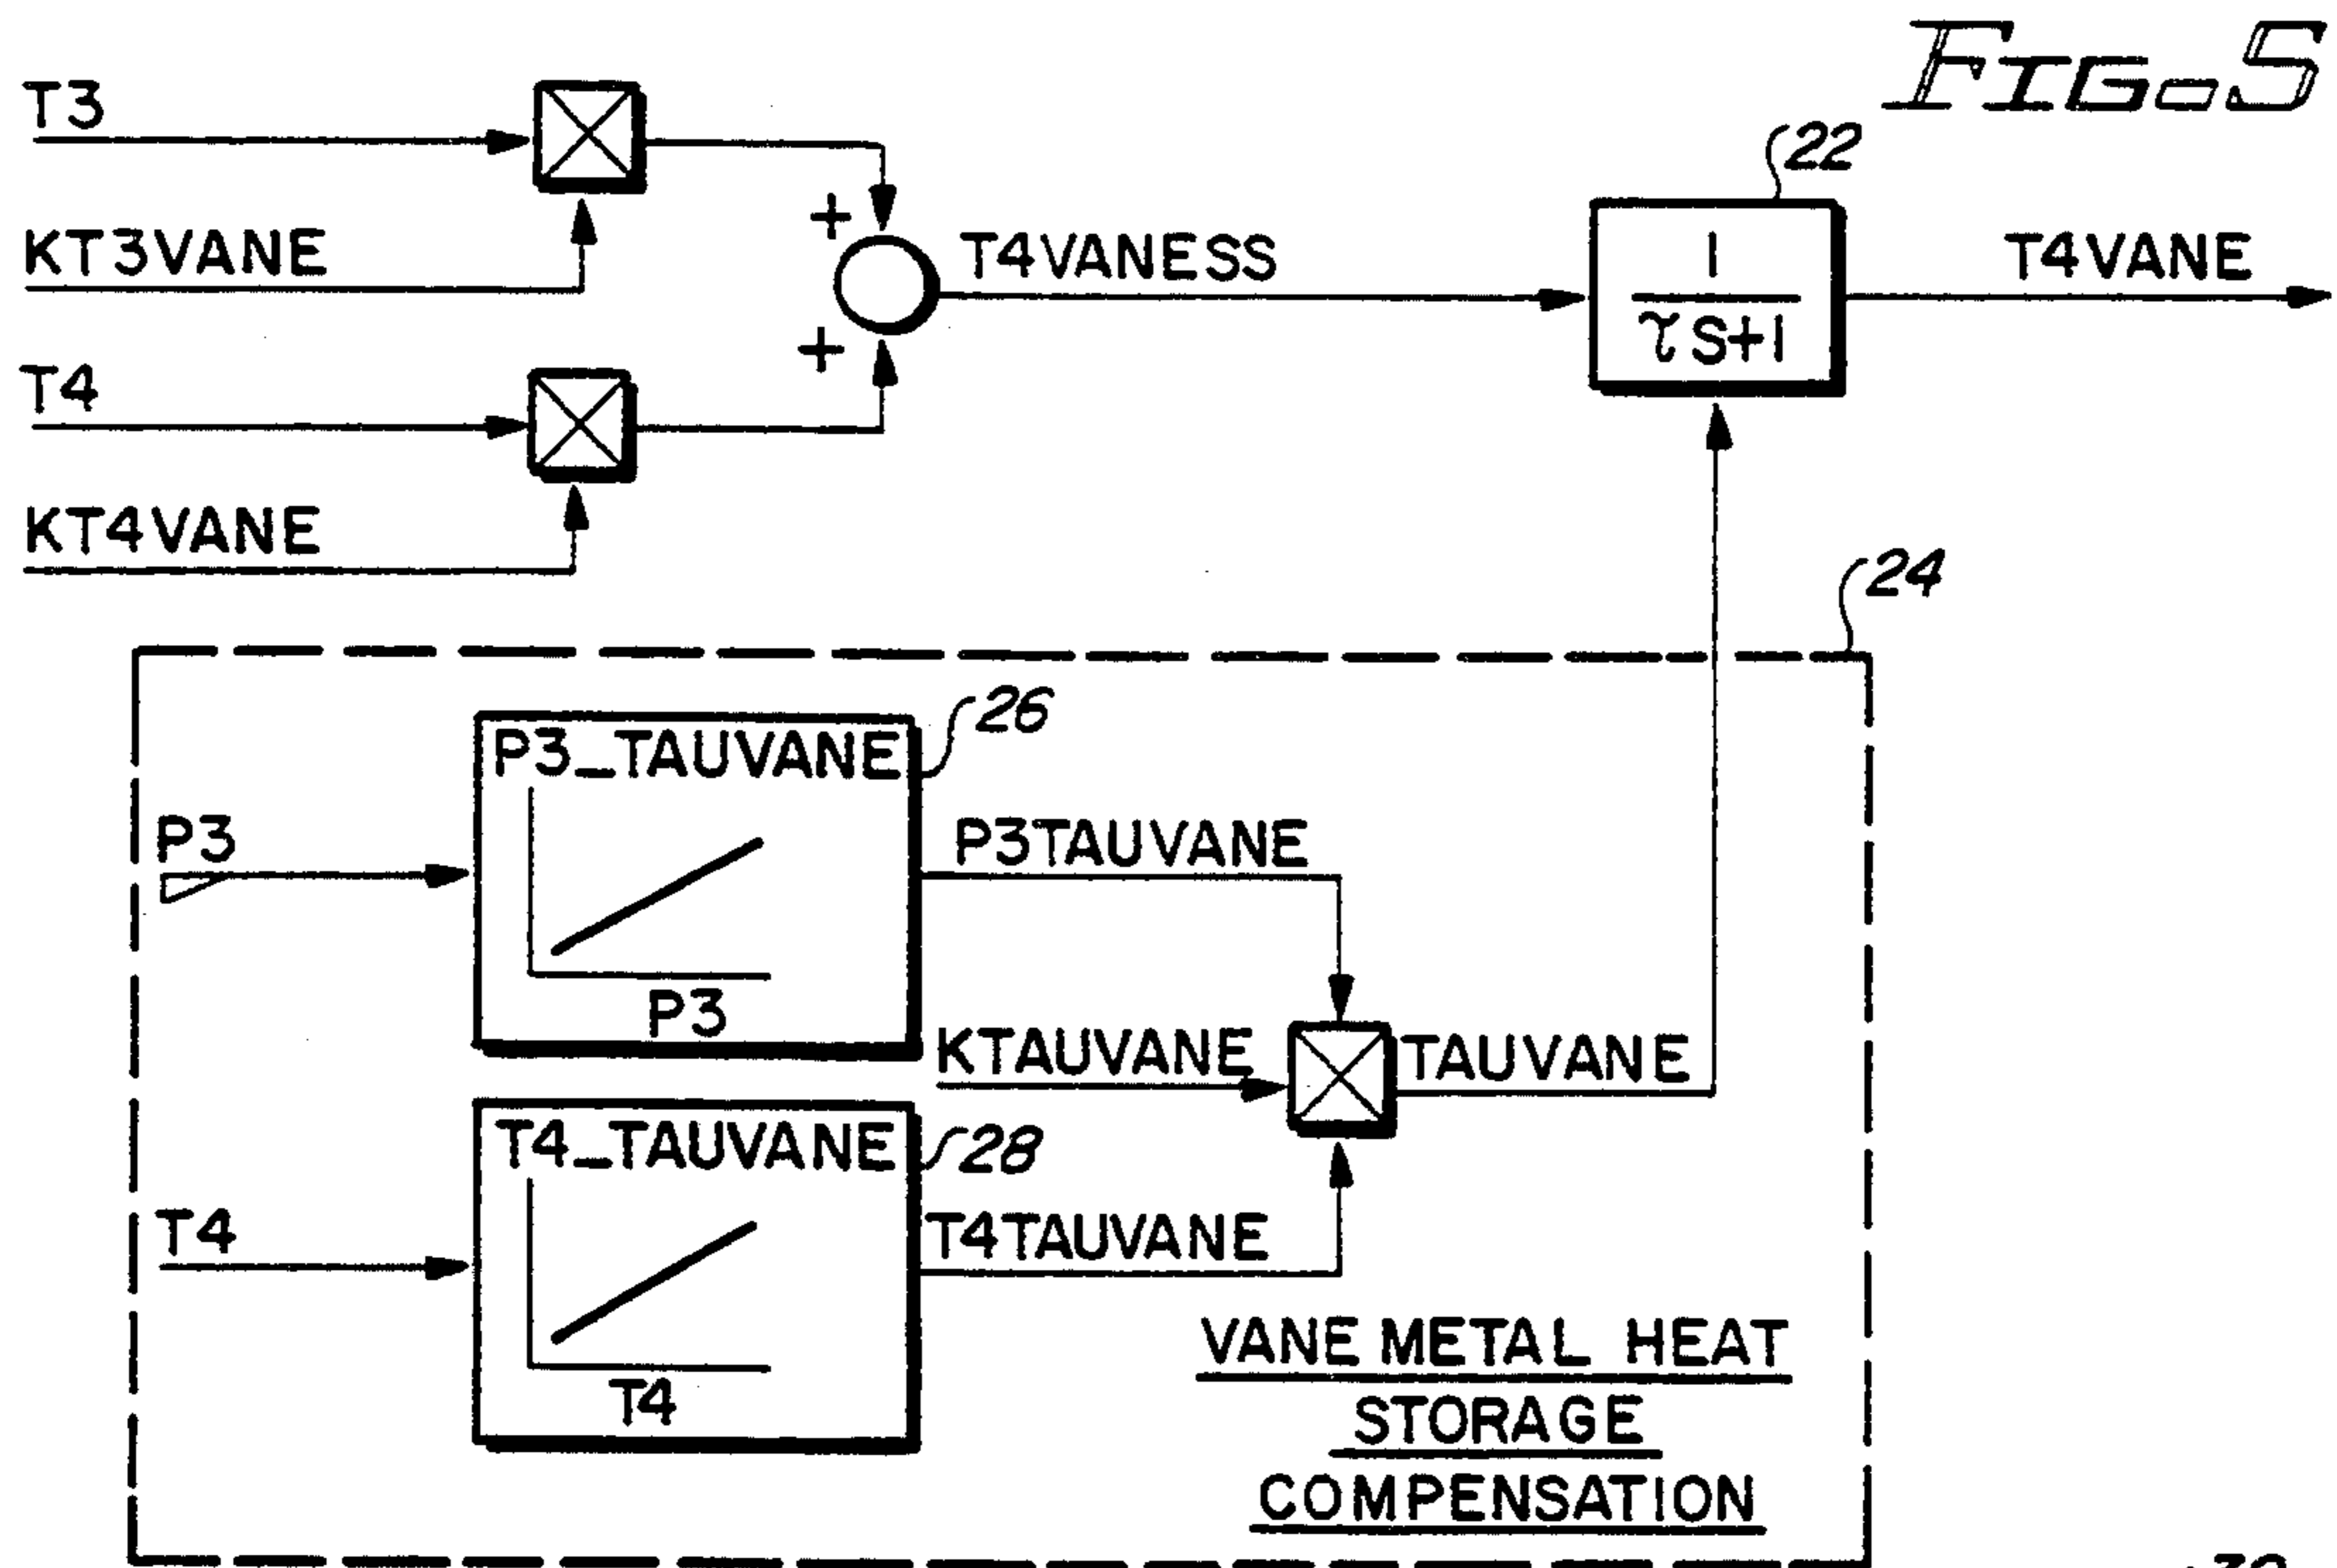 FIG. 5
T3
KT3VANE
+
+
T4VANESS
22
1
τS+1
T4VANE
T4
KT4VANE
24
P3_TAUVANE
26
P3
P3
P3TAUVANE
KTAUVANE
TAUVANE
T4_TAUVANE
28
T4
T4
T4TAUVANE
VANE METAL HEAT
STORAGE
COMPENSATION